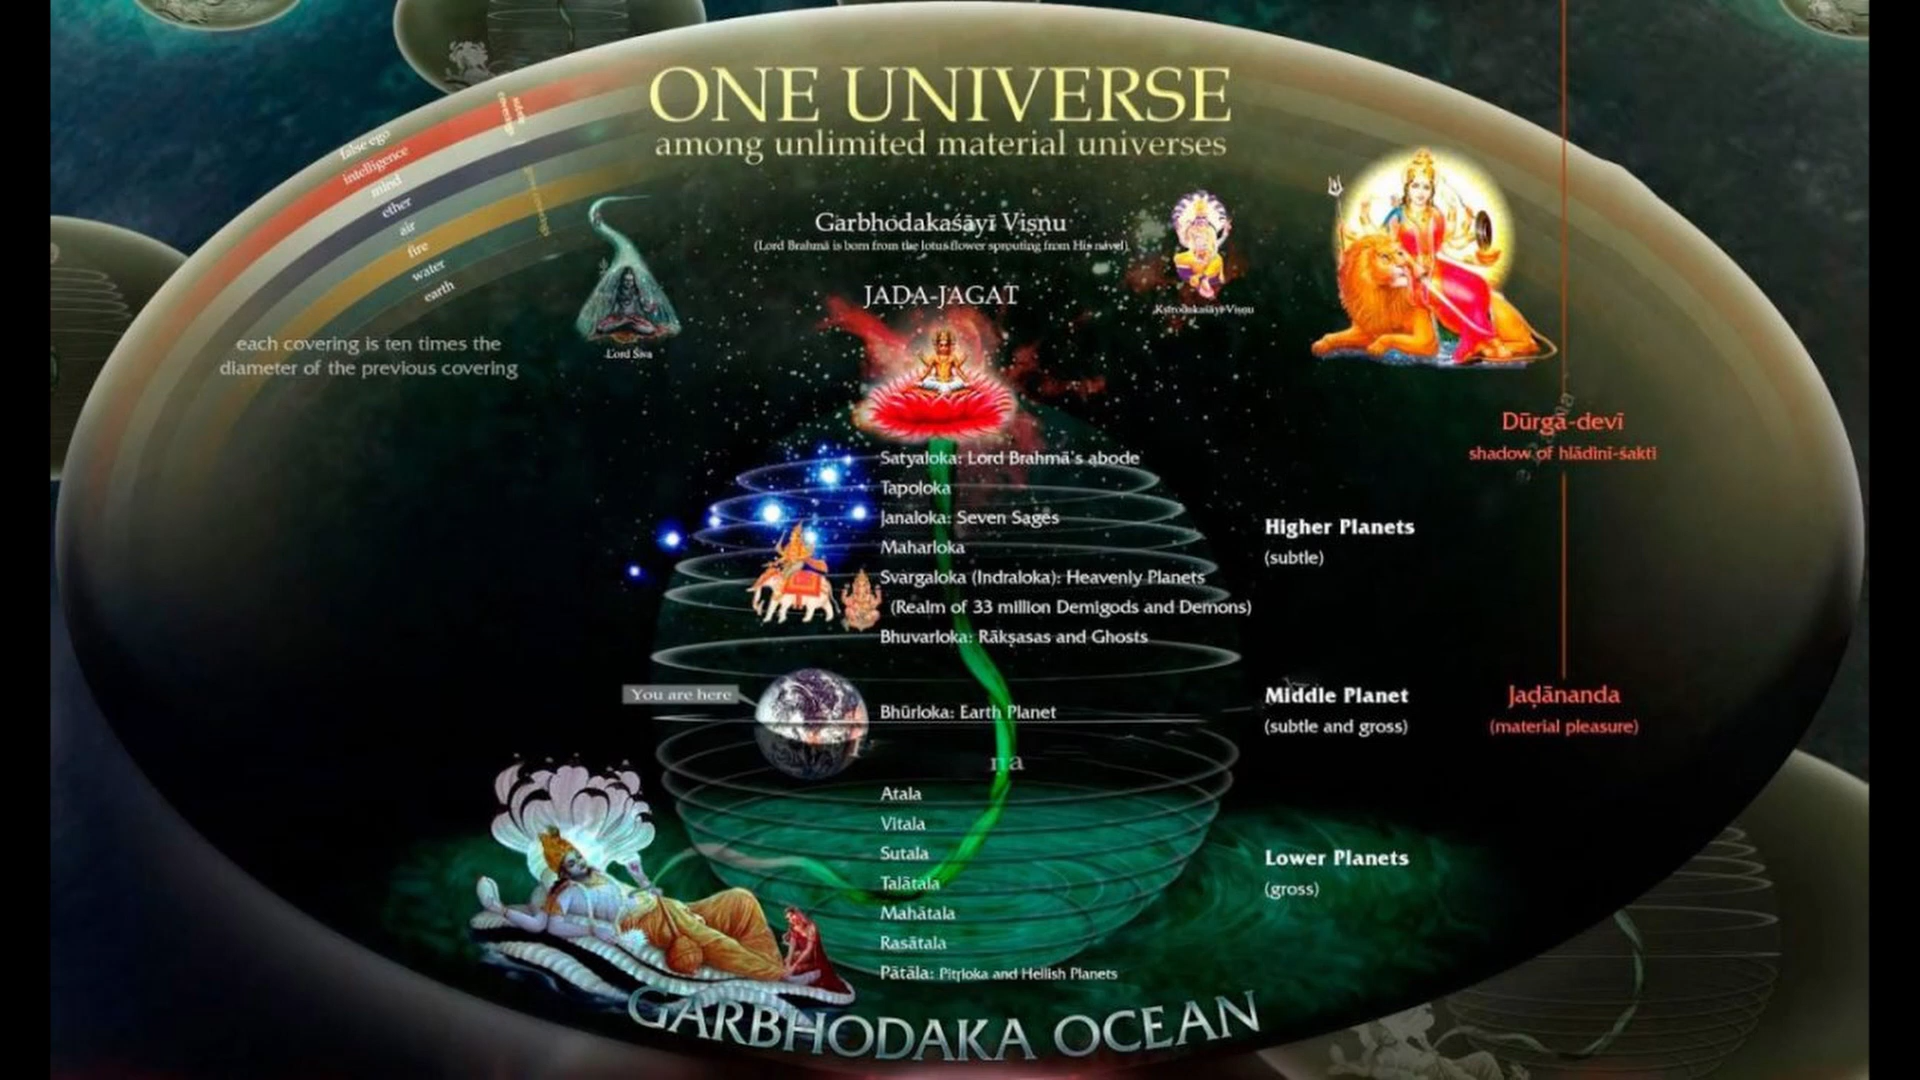 ONE UNIVERSE
among unlimited material universes
false ego
intelligence
mind
ether
air
fire
water
earth
each covering is ten times the
diameter of the previous covering
Garbhodakaśāyī Viṣṇu
(Lord Brahmā is born from the lotus flower sprouting from His navel)
JADA-JAGAT
Lord Śiva
Kṣīrodakaśāyī Viṣṇu
Dūrgā-devī
shadow of hlādinī-śakti
Satyaloka: Lord Brahmā's abode
Tapoloka
Janaloka: Seven Sages
Maharloka
Svargaloka (Indraloka): Heavenly Planets
(Realm of 33 million Demigods and Demons)
Bhuvarloka: Rākṣasas and Ghosts
Higher Planets
(subtle)
You are here
Bhūrloka: Earth Planet
Middle Planet
(subtle and gross)
Jaḍānanda
(material pleasure)
na
Atala
Vitala
Sutala
Talātala
Mahātala
Rasātala
Pātāla: Pitṛloka and Hellish Planets
Lower Planets
(gross)
GARBHODAKA OCEAN